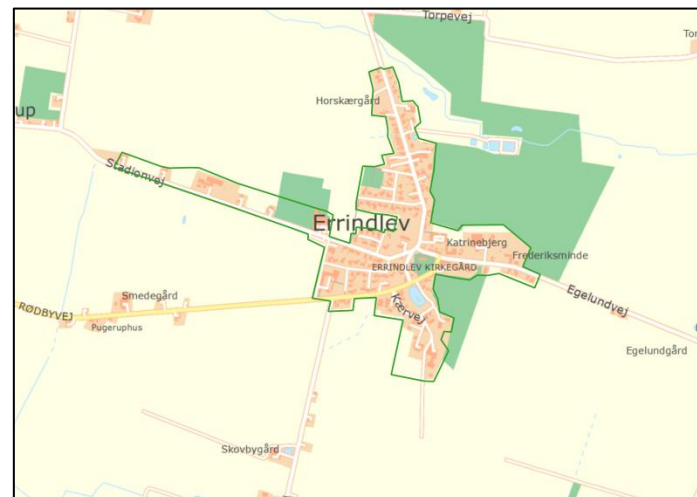 Torpevej
Tor
Horskærgård
up
Stadionvej
Errindlev
Katrinebjerg
Frederiksminde
ERRINDLEV KIRKEGÅRD
Smedegård
Egelundvej
RØDBYVEJ
Pugeruphus
Kærvej
Egelundgård
Skovbygård